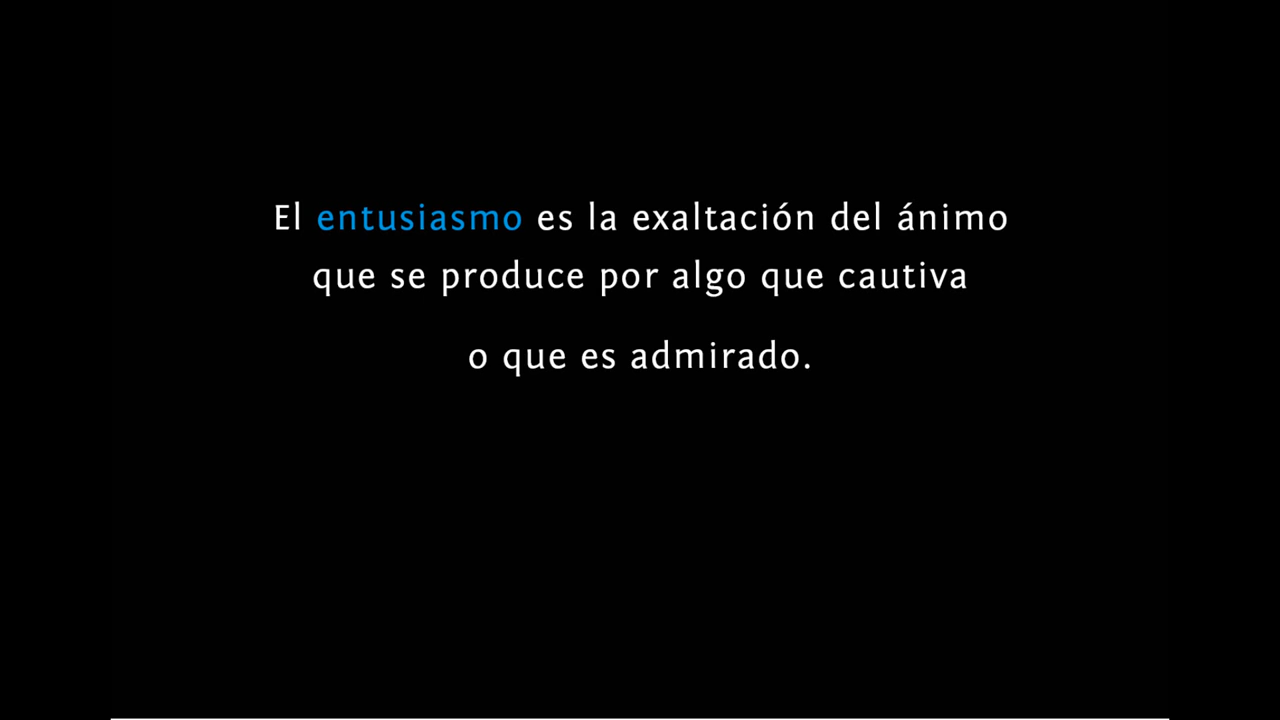 El entusiasmo es la exaltación del ánimo
que se produce por algo que cautiva
o que es admirado.